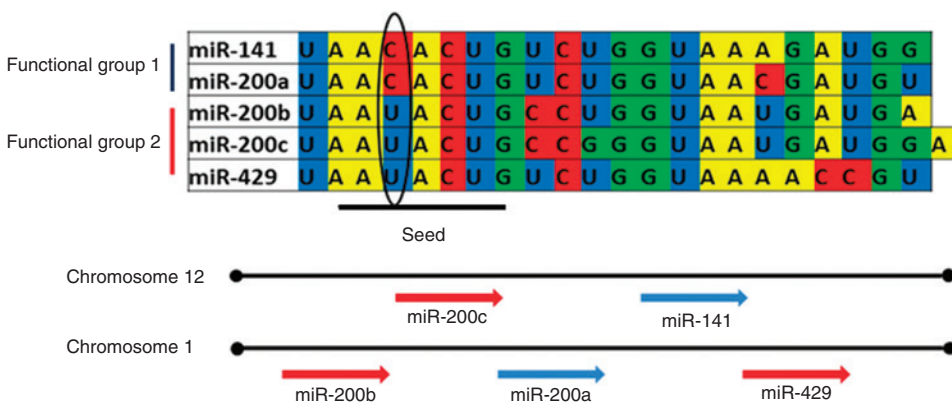 Functional group 1
Functional group 2
miR-141 U A A C A C U G U C U G G U A A A G A U G G
miR-200a U A A C A C U G U C U G G U A A C G A U G U
miR-200b U A A U A C U G C C U G G U A A U G A U G A
miR-200c U A A U A C U G C C G G G U A A U G A U G G A
miR-429 U A A U A C U G U C U G G U A A A A C C G U
Seed
Chromosome 12
miR-200c miR-141
Chromosome 1
miR-200b miR-200a miR-429